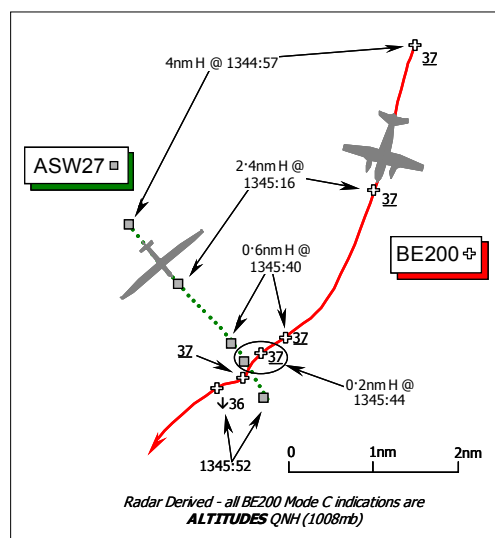 4nm H @ 1344:57
37
ASW27
2·4nm H @
1345:16
37
BE200
0·6nm H @
1345:40
37
37
37
0·2nm H @
1345:44
↓36
1345:52
0 1nm 2nm
Radar Derived - all BE200 Mode C indications are
ALTITUDES QNH (1008mb)